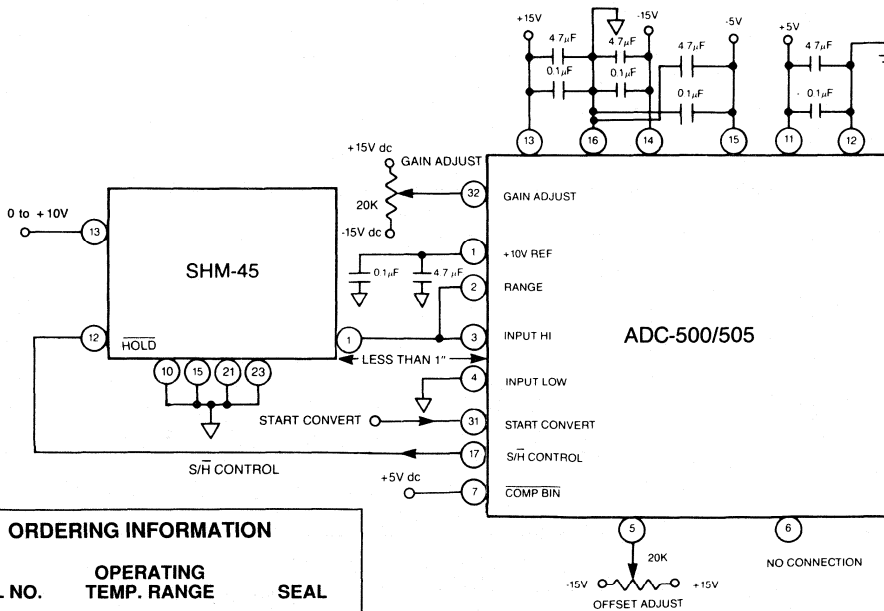 +15V
-15V
-5V
+5V
4.7µF
4.7µF
4.7µF
4.7µF
0.1µF
0.1µF
0.1µF
0.1µF
13
16
14
15
11
12
+15V dc
GAIN ADJUST
20K
-15V dc
32
GAIN ADJUST
0 to +10V
13
SHM-45
0.1µF
4.7µF
1
+10V REF
2
RANGE
12
HOLD
1
3
INPUT HI
ADC-500/505
LESS THAN 1"
10
15
21
23
4
INPUT LOW
START CONVERT
31
START CONVERT
S/H CONTROL
17
S/H CONTROL
+5V dc
7
COMP BIN
5
6
20K
NO CONNECTION
-15V
+15V
OFFSET ADJUST
ORDERING INFORMATION
OPERATING
L NO. TEMP. RANGE SEAL